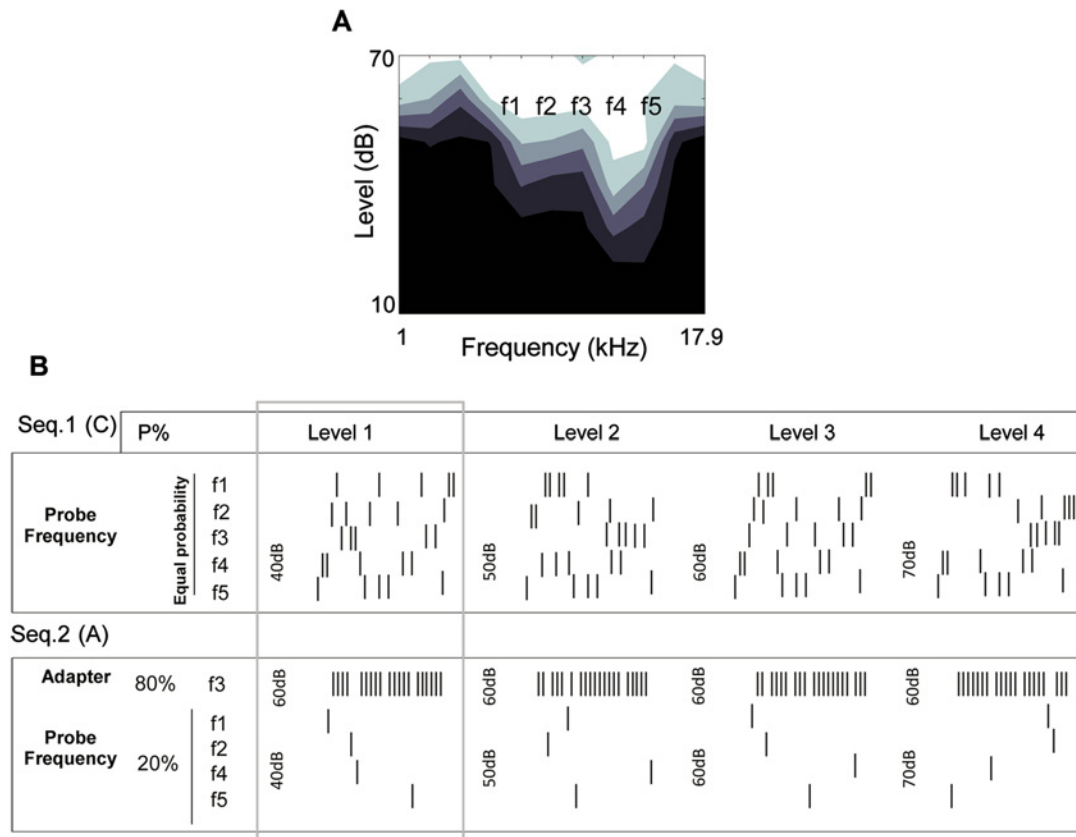 A
70
f1 f2 f3 f4 f5
Level (dB)
10
1
17.9
Frequency (kHz)
B
Seq.1 (C)
P%
Level 1
Level 2
Level 3
Level 4
Probe
Frequency
Equal probability
f1
f2
f3
f4
f5
40dB
50dB
60dB
70dB
Seq.2 (A)
Adapter
80%
f3
60dB
60dB
60dB
60dB
Probe
Frequency
20%
f1
f2
f4
f5
40dB
50dB
60dB
70dB